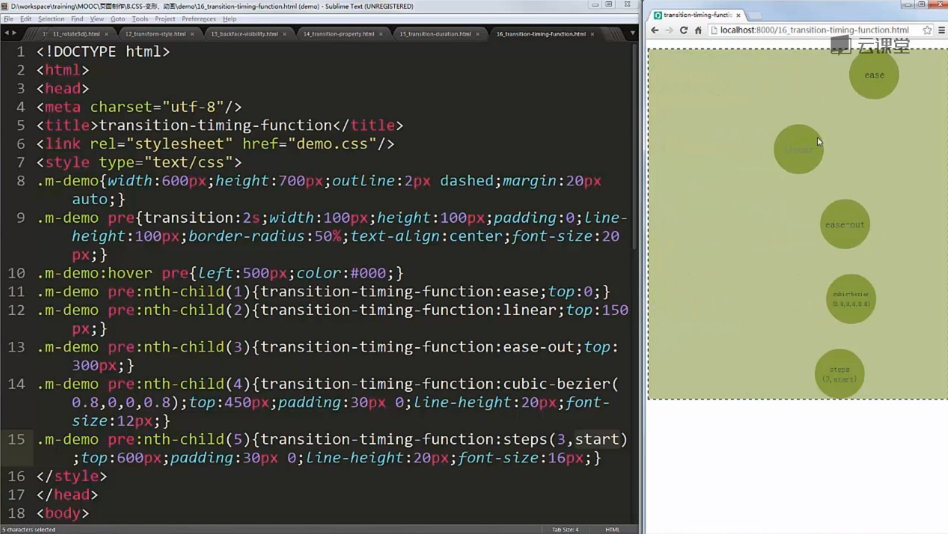 D:\workspace\training\MOOC\页面制作\8.CSS-变形、动画\demo\16_transition-timing-function.html (demo) - Sublime Text (UNREGISTERED)
File Edit Selection Find View Goto Tools Project Preferences Help
11_rotate3d().html 12_transform-style.html 13_backface-visibility.html 14_transition-property.html 15_transition-duration.html 16_transition-timing-function.html
1 <!DOCTYPE html>
2 <html>
3 <head>
4 <meta charset="utf-8"/>
5 <title>transition-timing-function</title>
6 <link rel="stylesheet" href="demo.css"/>
7 <style type="text/css">
8 .m-demo{width:600px;height:700px;outline:2px dashed;margin:20px
auto;}
9 .m-demo pre{transition:2s;width:100px;height:100px;padding:0;line-
height:100px;border-radius:50%;text-align:center;font-size:20
px;}
10 .m-demo:hover pre{left:500px;color:#000;}
11 .m-demo pre:nth-child(1){transition-timing-function:ease;top:0;}
12 .m-demo pre:nth-child(2){transition-timing-function:linear;top:150
px;}
13 .m-demo pre:nth-child(3){transition-timing-function:ease-out;top:
300px;}
14 .m-demo pre:nth-child(4){transition-timing-function:cubic-bezier(
0.8,0,0,0.8);top:450px;padding:30px 0;line-height:20px;font-
size:12px;}
15 .m-demo pre:nth-child(5){transition-timing-function:steps(3,start)
;top:600px;padding:30px 0;line-height:20px;font-size:16px;}
16 </style>
17 </head>
18 <body>
5 characters selected
Tab Size: 4 HTML
transition-timing-functi
localhost:8000/16_transition-timing-function.html
云课堂
ease
linear
ease-out
steps
(3,start)